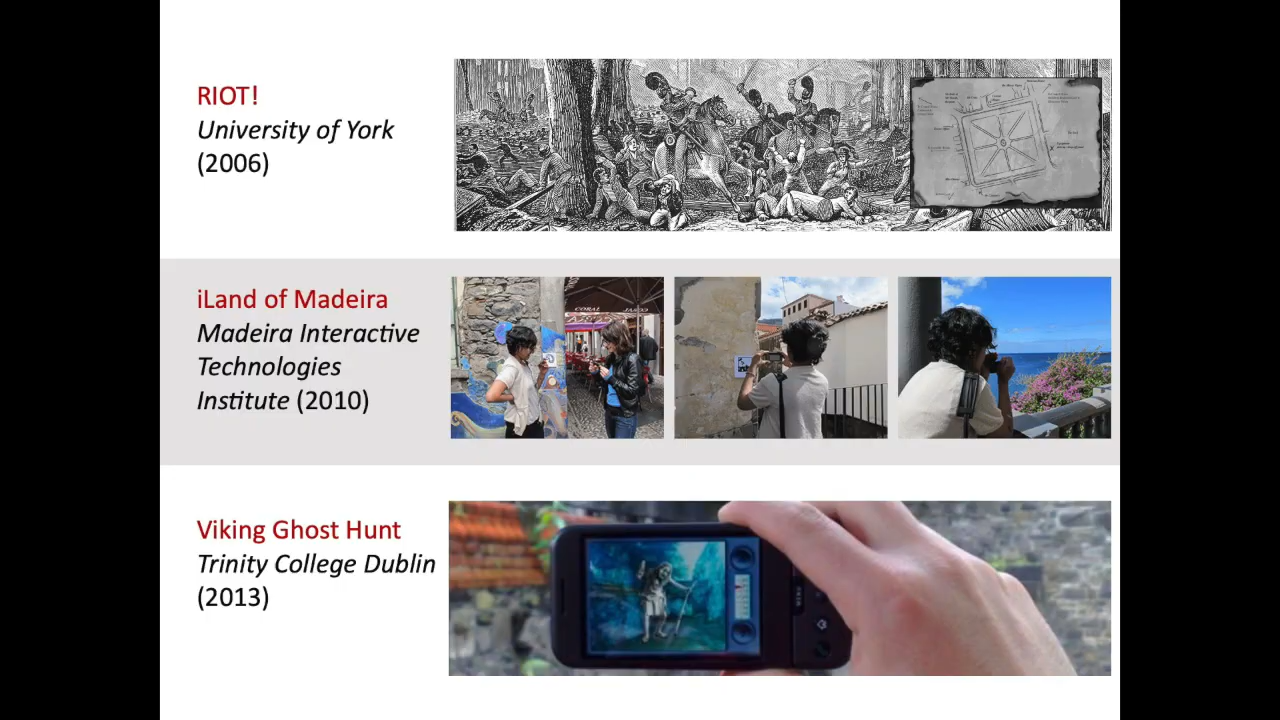 RIOT!
University of York
(2006)
iLand of Madeira
Madeira Interactive
Technologies
Institute (2010)
CORAL
Viking Ghost Hunt
Trinity College Dublin
(2013)